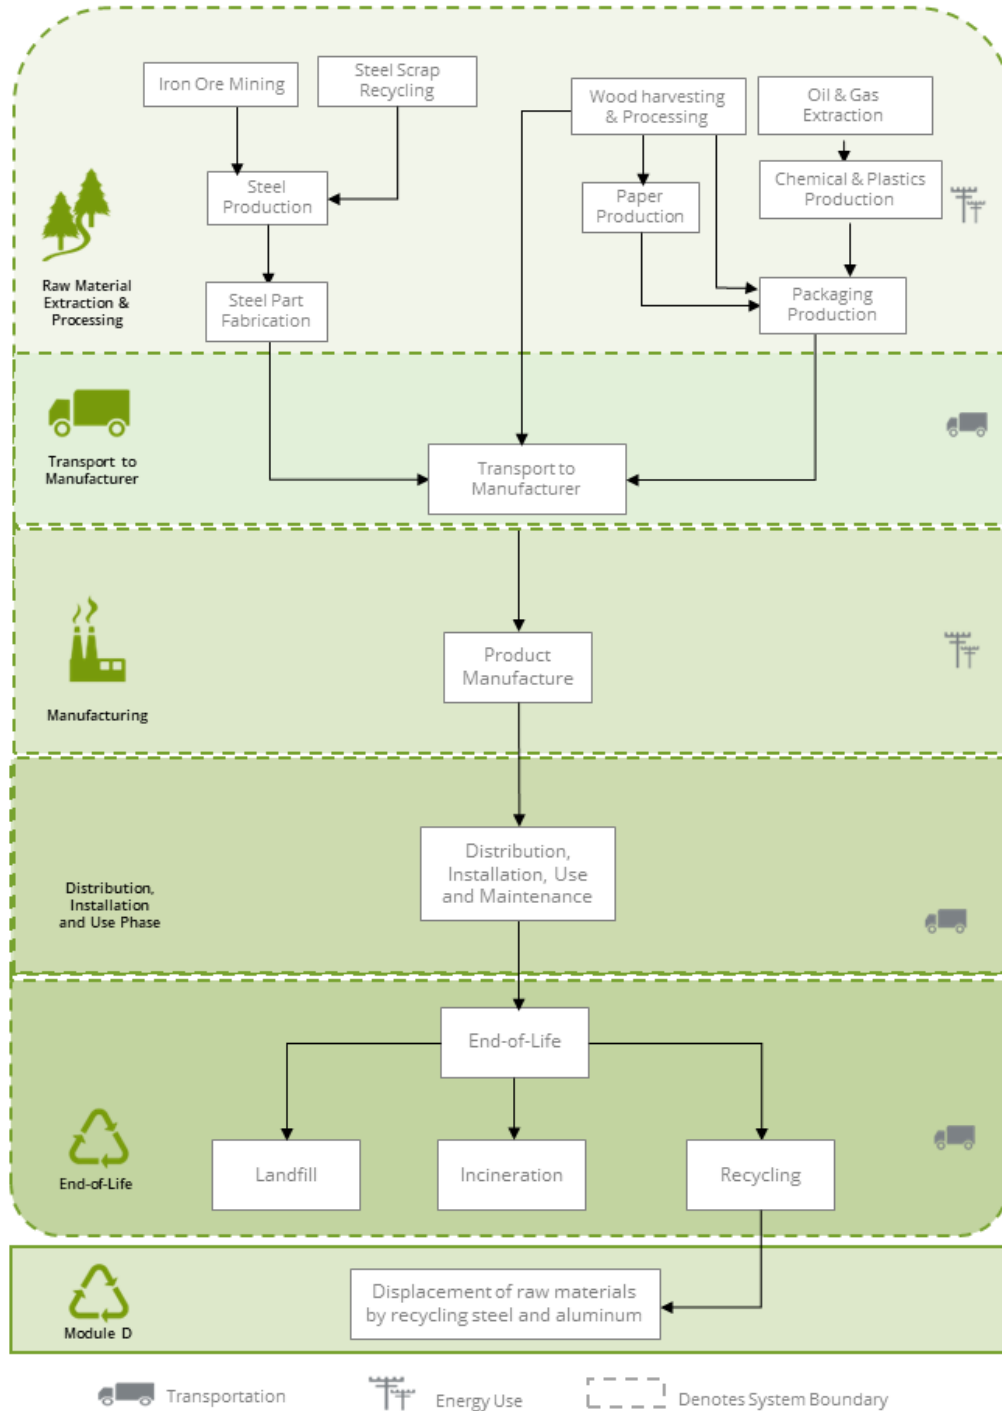 Iron Ore Mining
Steel Scrap
Recycling
Wood harvesting
& Processing
Oil & Gas
Extraction
Steel
Production
Paper
Production
Chemical & Plastics
Production
Raw Material
Extraction &
Processing
Steel Part
Fabrication
Packaging
Production
Transport to
Manufacturer
Transport to
Manufacturer
Product
Manufacture
Manufacturing
Distribution,
Installation, Use
and Maintenance
Distribution,
Installation
and Use Phase
End-of-Life
Landfill
Incineration
Recycling
End-of-Life
Displacement of raw materials
by recycling steel and aluminum
Module D
Transportation
Energy Use
Denotes System Boundary